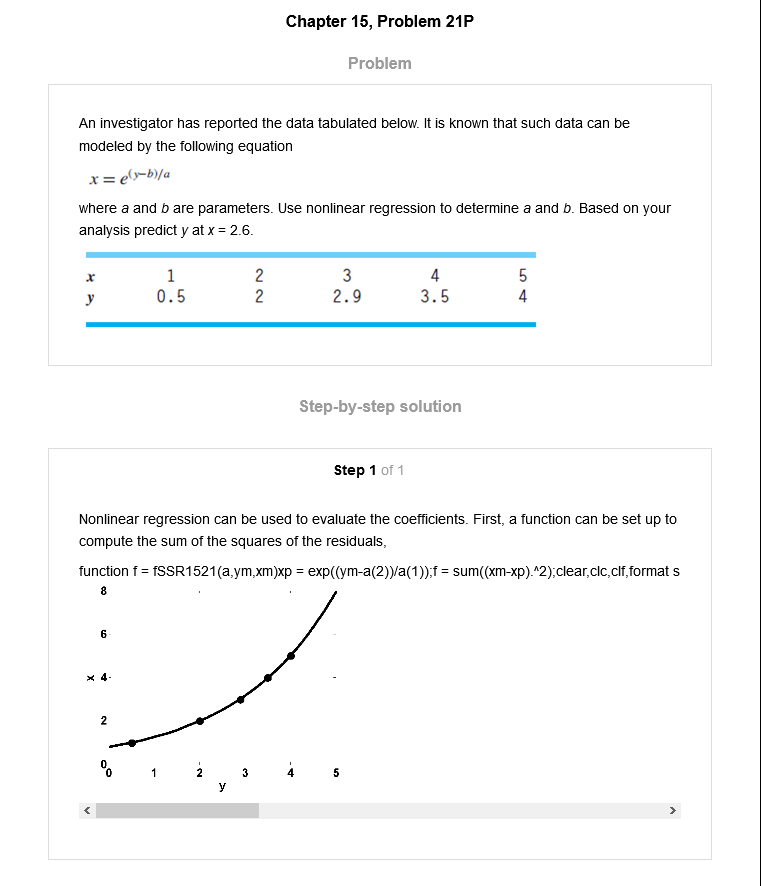 Chapter 15, Problem 21P
Problem
An investigator has reported the data tabulated below. It is known that such data can be
modeled by the following equation
x = e^(y−b)/a
where a and b are parameters. Use nonlinear regression to determine a and b. Based on your
analysis predict y at x = 2.6.
x 1 2 3 4 5
y 0.5 2 2.9 3.5 4
Step-by-step solution
Step 1 of 1
Nonlinear regression can be used to evaluate the coefficients. First, a function can be set up to
compute the sum of the squares of the residuals,
function f = fSSR1521(a,ym,xm)xp = exp((ym-a(2))/a(1));f = sum((xm-xp).^2);clear,clc,clf,format s
8
6
x 4
2
0
0 1 2 3 4 5
y